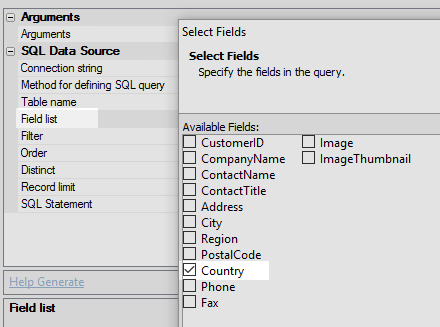 Arguments
Arguments
SQL Data Source
Connection string
Method for defining SQL query
Table name
Field list
Filter
Order
Distinct
Record limit
SQL Statement
Help Generate
Field list
Select Fields
Select Fields
Specify the fields in the query.
Available Fields:
CustomerID
CompanyName
ContactName
ContactTitle
Address
City
Region
PostalCode
Country
Phone
Fax
Image
ImageThumbnail